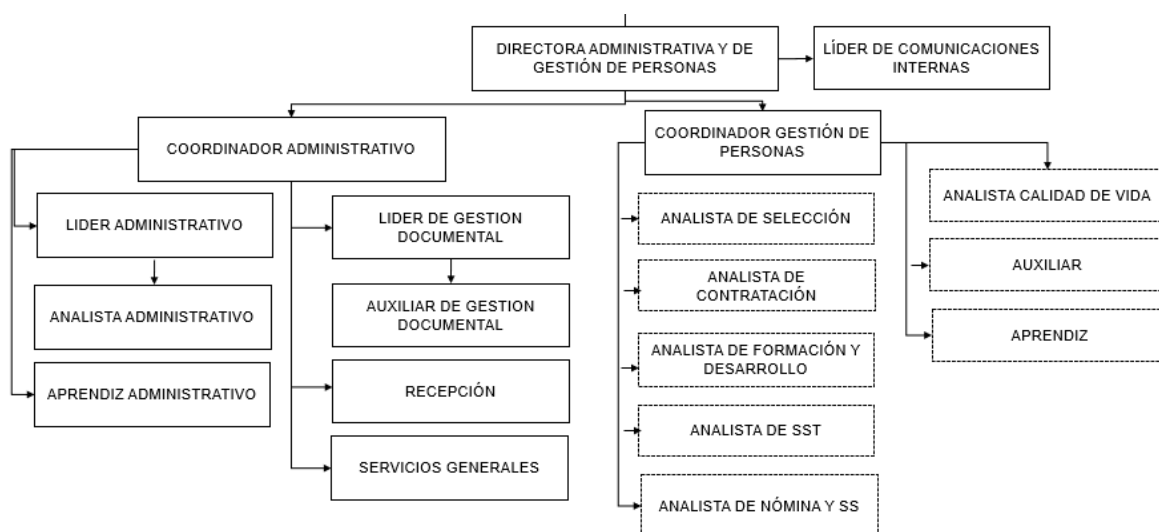 DIRECTORA ADMINISTRATIVA Y DE
GESTIÓN DE PERSONAS
LÍDER DE COMUNICACIONES
INTERNAS
COORDINADOR ADMINISTRATIVO
COORDINADOR GESTIÓN DE
PERSONAS
LIDER ADMINISTRATIVO
ANALISTA ADMINISTRATIVO
APRENDIZ ADMINISTRATIVO
LIDER DE GESTION
DOCUMENTAL
AUXILIAR DE GESTION
DOCUMENTAL
RECEPCIÓN
SERVICIOS GENERALES
ANALISTA DE SELECCIÓN
ANALISTA DE
CONTRATACIÓN
ANALISTA DE FORMACIÓN Y
DESARROLLO
ANALISTA DE SST
ANALISTA DE NÓMINA Y SS
ANALISTA CALIDAD DE VIDA
AUXILIAR
APRENDIZ